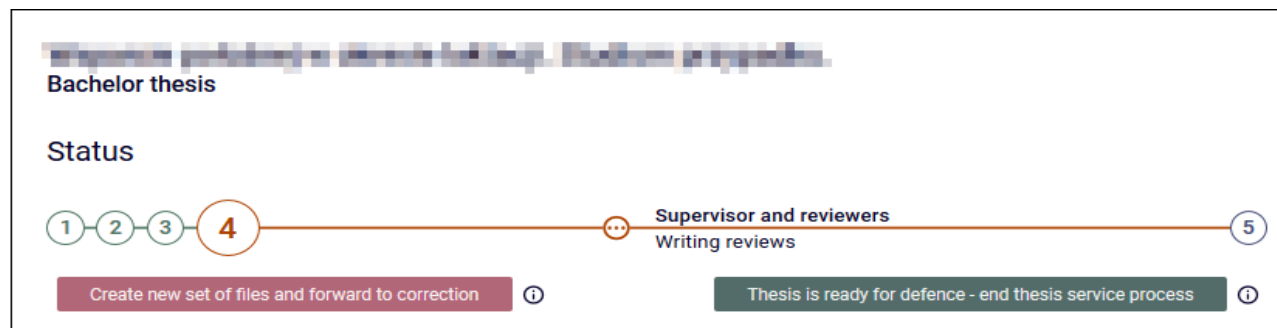 Bachelor thesis
Status
1 2 3 4 Supervisor and reviewers 5
Writing reviews
Create new set of files and forward to correction Thesis is ready for defence - end thesis service process